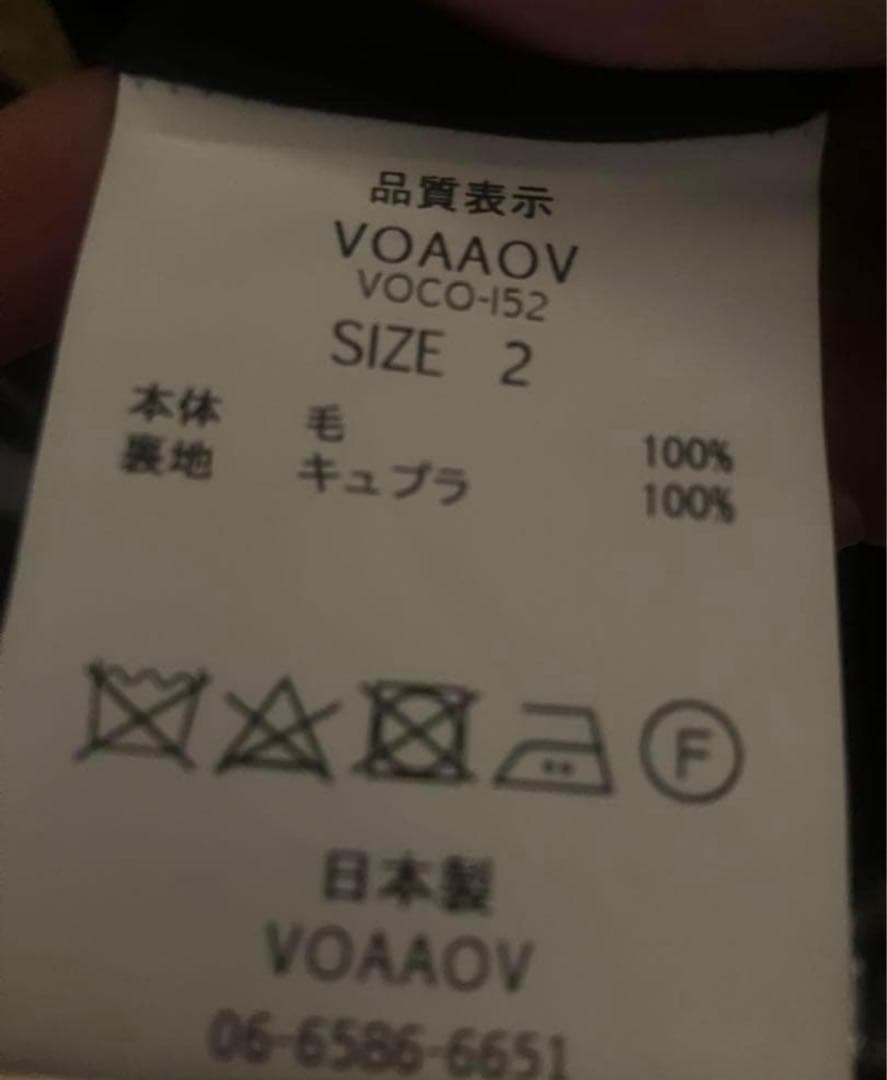 品質表示
VOAAOV
VOCO-152
SIZE 2
本体 毛 100%
裏地 キュプラ 100%
F
日本製
VOAAOV
06-6586-6651